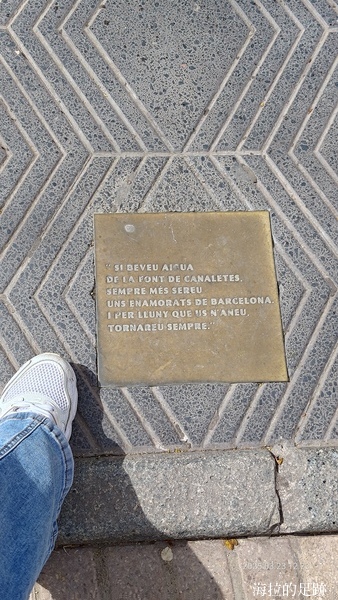 "SI BEVEU AIGUA
DE LA FONT DE CANALETES,
SEMPRE MÉS SEREU
UNS ENAMORATS DE BARCELONA.
I PER LLUNY QUE US N'ANEU,
TORNAREU SEMPRE."
海拉的足跡